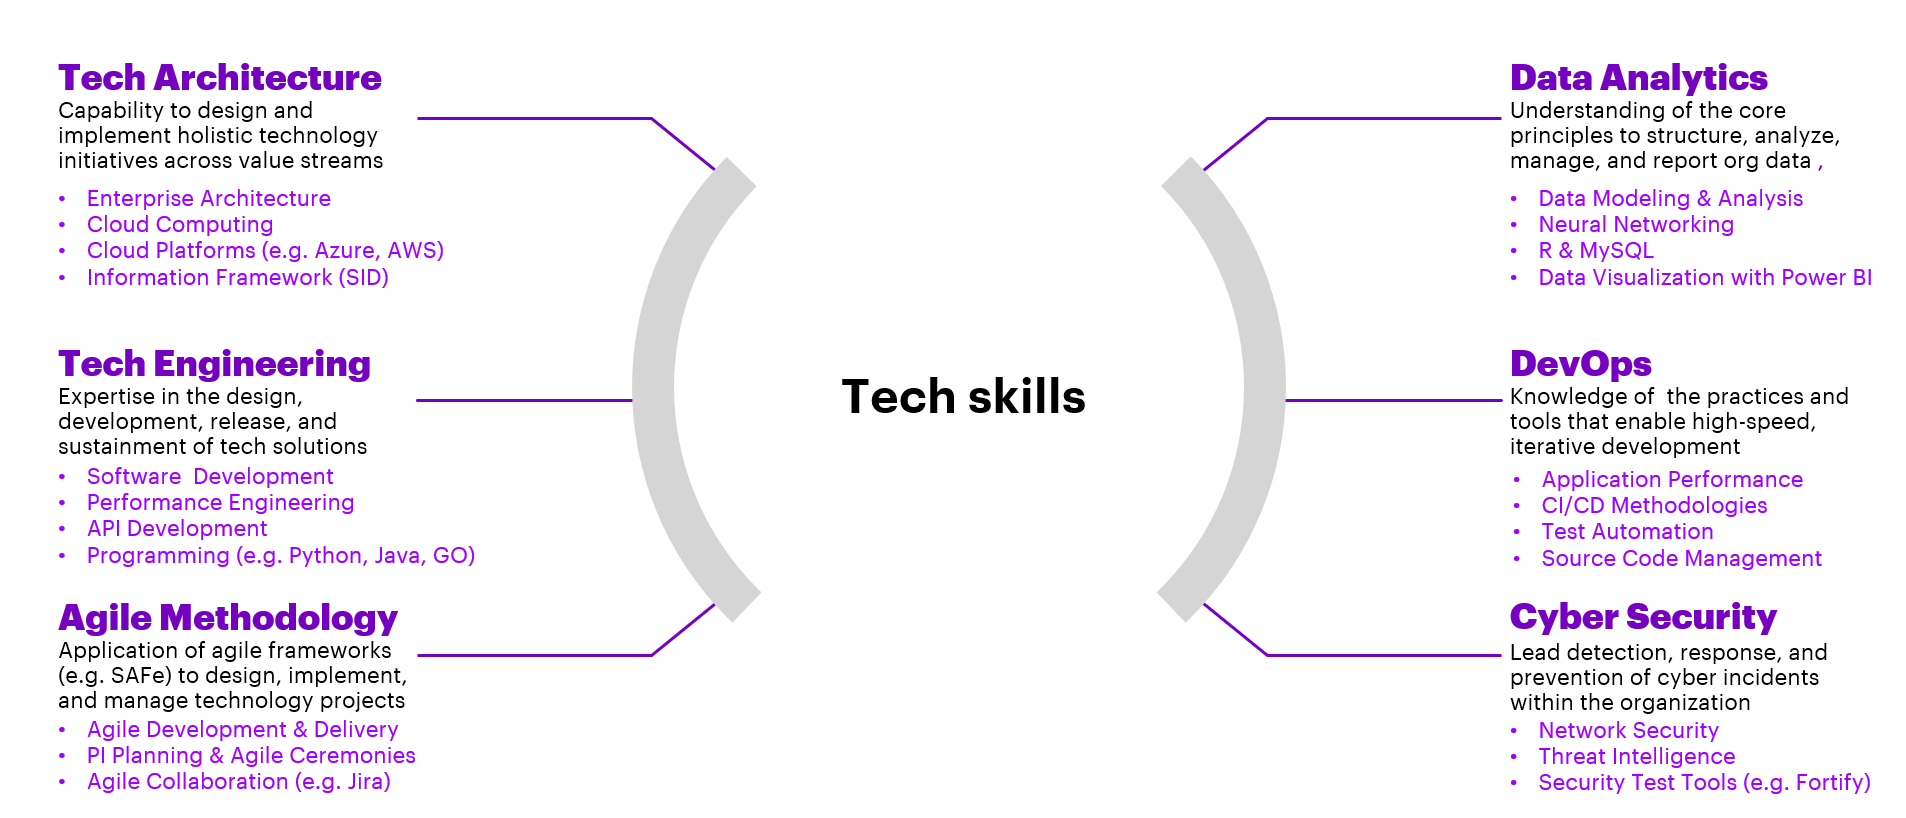 Tech Architecture
Capability to design and
implement holistic technology
initiatives across value streams
• Enterprise Architecture
• Cloud Computing
• Cloud Platforms (e.g. Azure, AWS)
• Information Framework (SID)
Tech Engineering
Expertise in the design,
development, release, and
sustainment of tech solutions
• Software  Development
• Performance Engineering
• API Development
• Programming (e.g. Python, Java, GO)
Agile Methodology
Application of agile frameworks
(e.g. SAFe) to design, implement,
and manage technology projects
• Agile Development & Delivery
• PI Planning & Agile Ceremonies
• Agile Collaboration (e.g. Jira)
Tech skills
Data Analytics
Understanding of the core
principles to structure, analyze,
manage, and report org data ,
• Data Modeling & Analysis
• Neural Networking
• R & MySQL
• Data Visualization with Power BI
DevOps
Knowledge of  the practices and
tools that enable high-speed,
iterative development
• Application Performance
• CI/CD Methodologies
• Test Automation
• Source Code Management
Cyber Security
Lead detection, response, and
prevention of cyber incidents
within the organization
• Network Security
• Threat Intelligence
• Security Test Tools (e.g. Fortify)